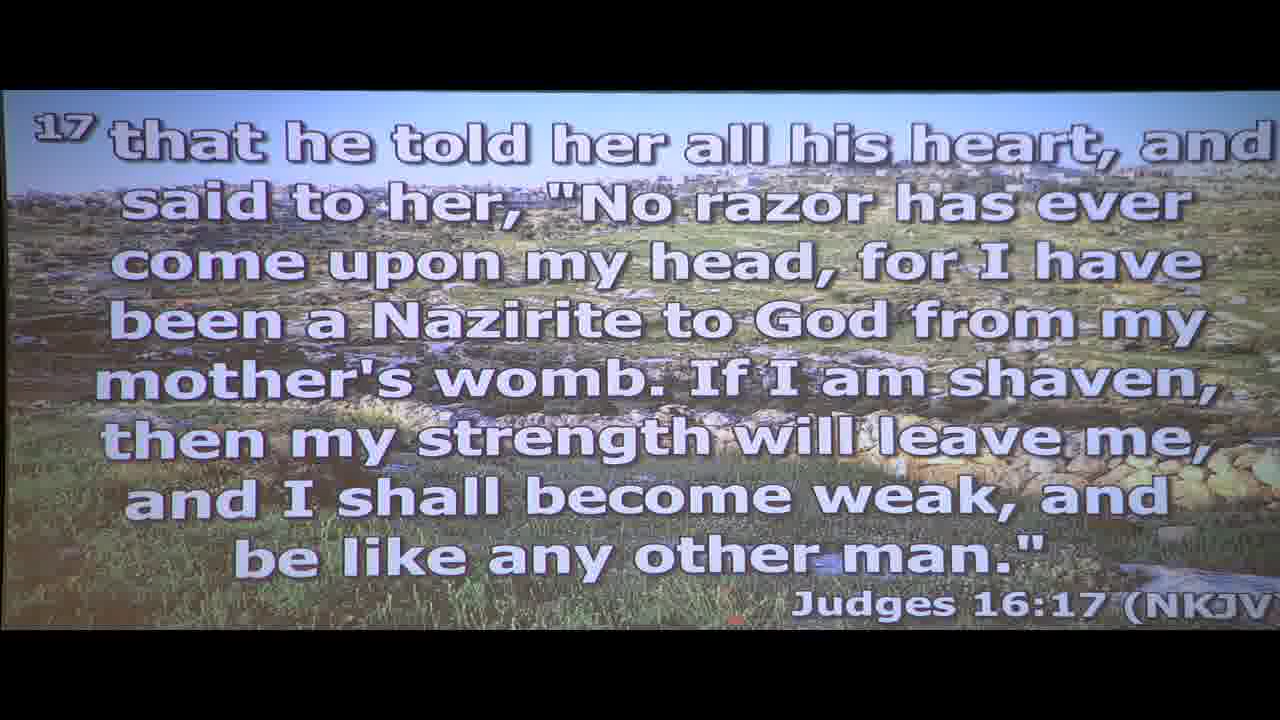 17 that he told her all his heart, and
said to her, "No razor has ever
come upon my head, for I have
been a Nazirite to God from my
mother's womb. If I am shaven,
then my strength will leave me,
and I shall become weak, and
be like any other man."
Judges 16:17 (NKJV)